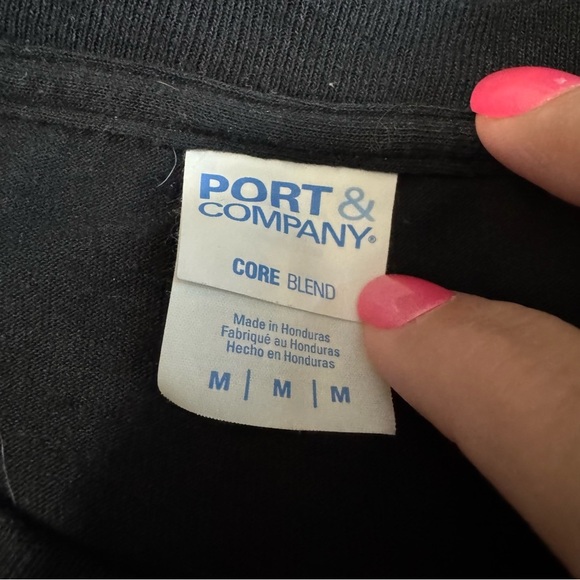 PORT &
COMPANY®
CORE BLEND
Made in Honduras
Fabriqué au Honduras
Hecho en Honduras
M | M | M